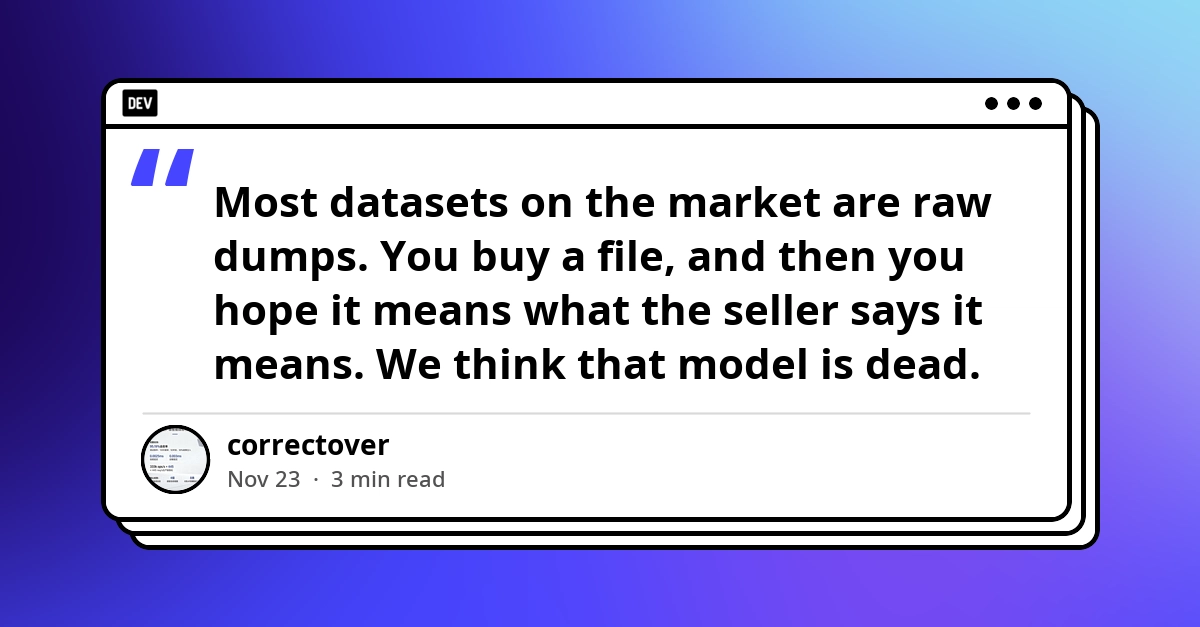 DEV
“
Most datasets on the market are raw
dumps. You buy a file, and then you
hope it means what the seller says it
means. We think that model is dead.
correctover
Nov 23 · 3 min read